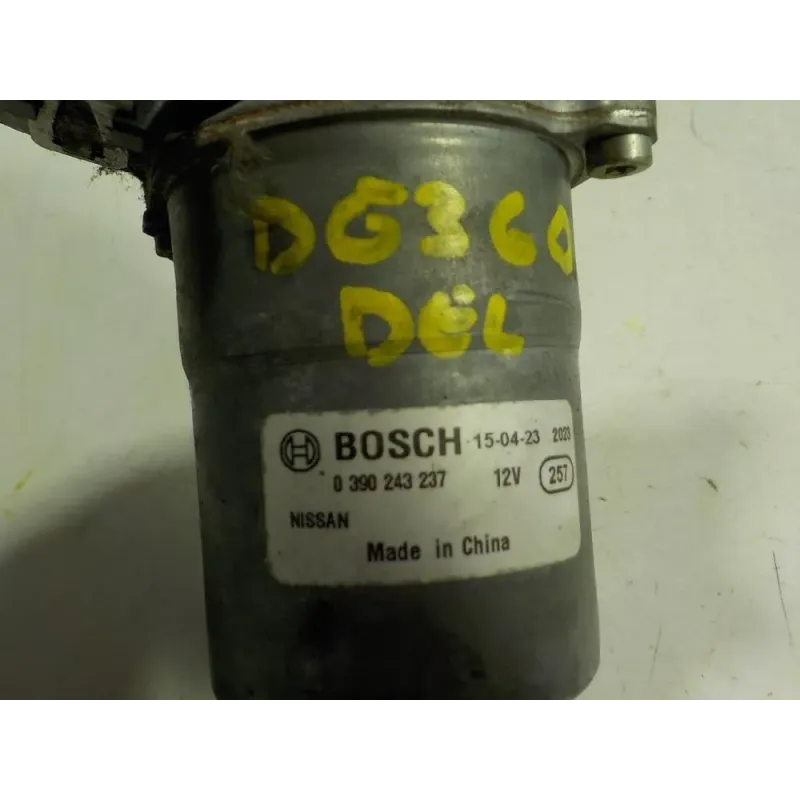 DG360
DEL
BOSCH 15-04-23 2023
0 390 243 237 12V 257
NISSAN
Made in China